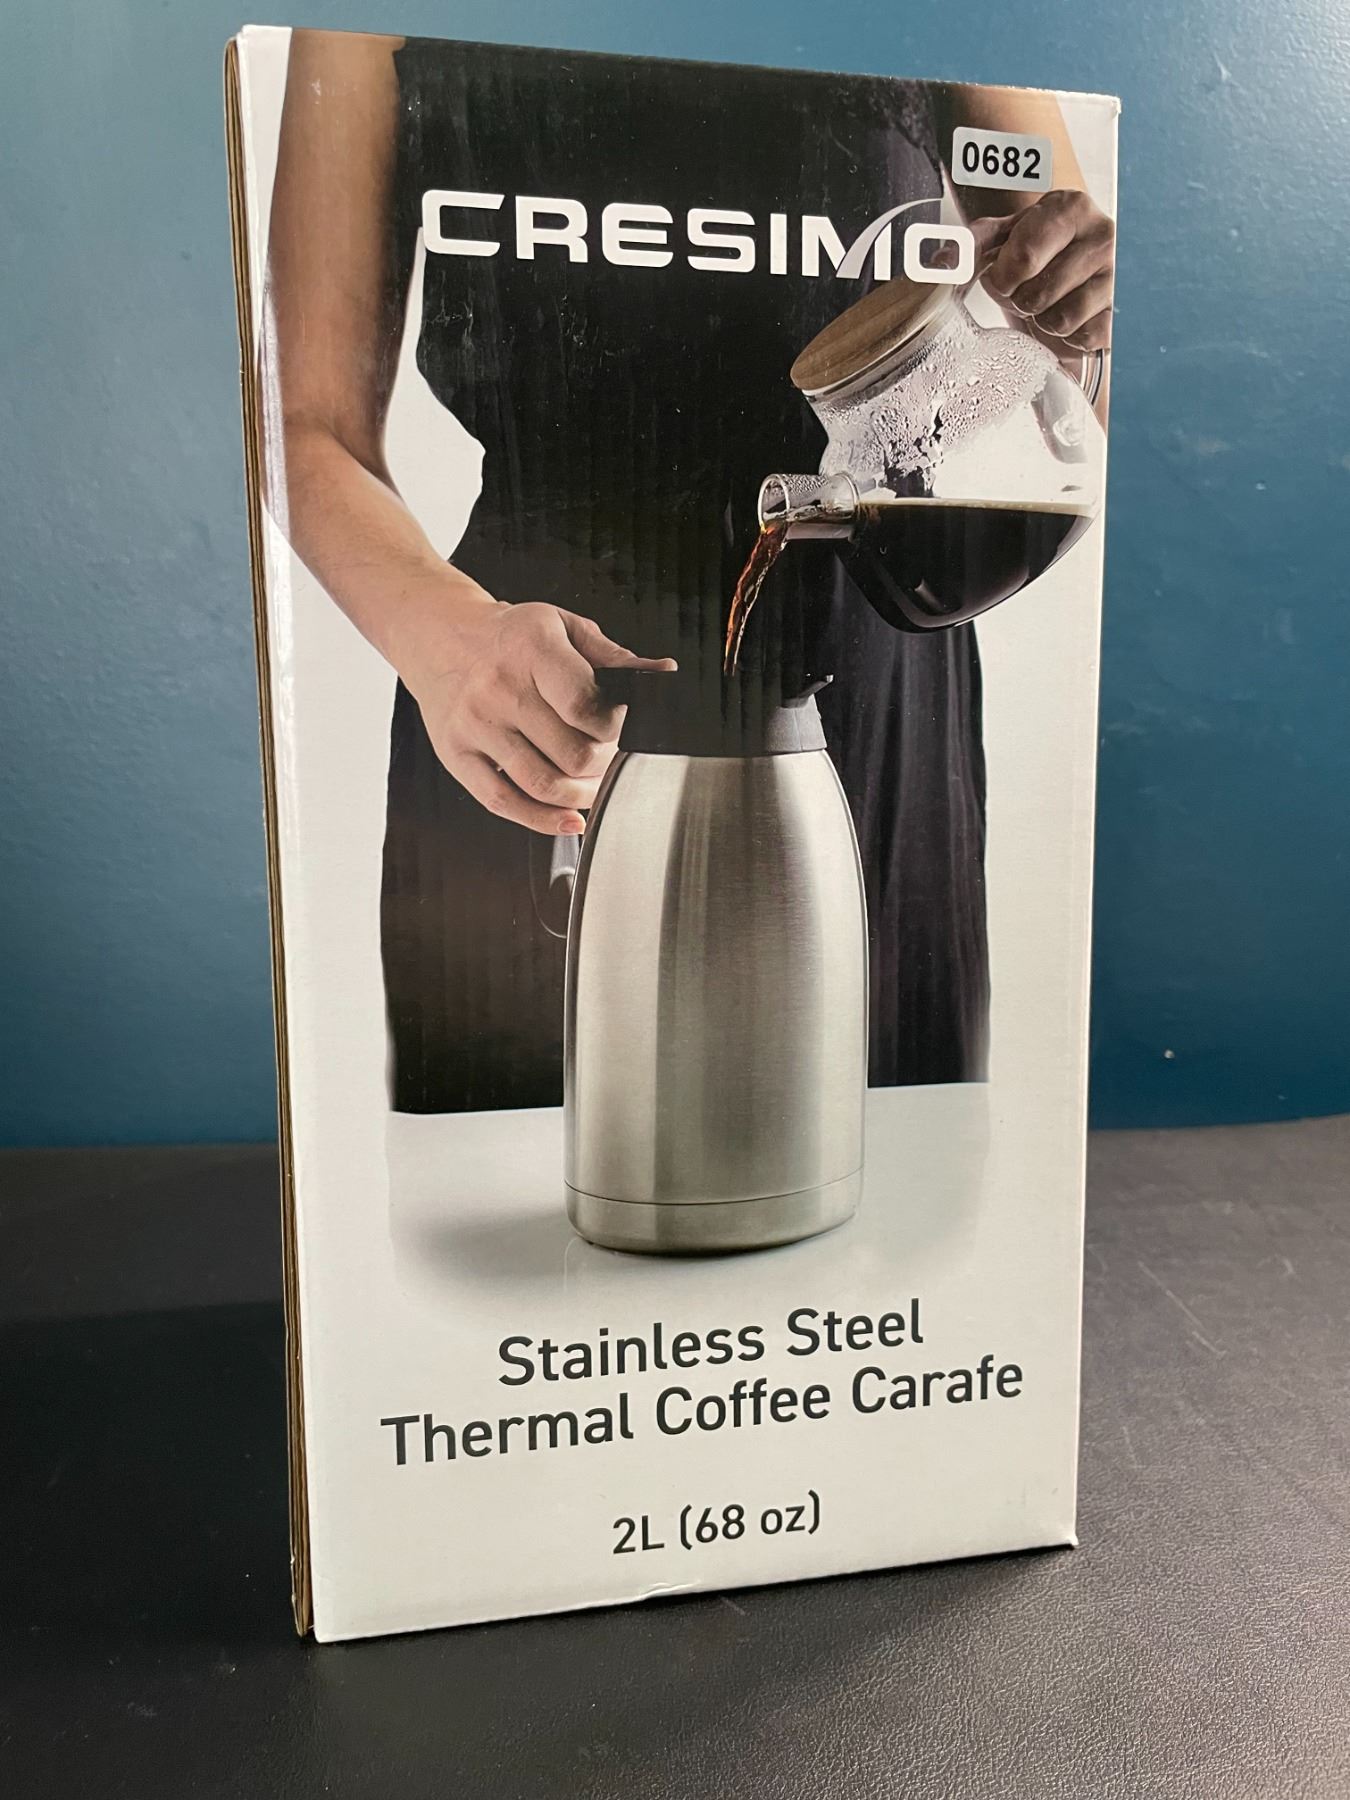 0682
CRESIMO
Stainless Steel
Thermal Coffee Carafe
2L (68 oz)